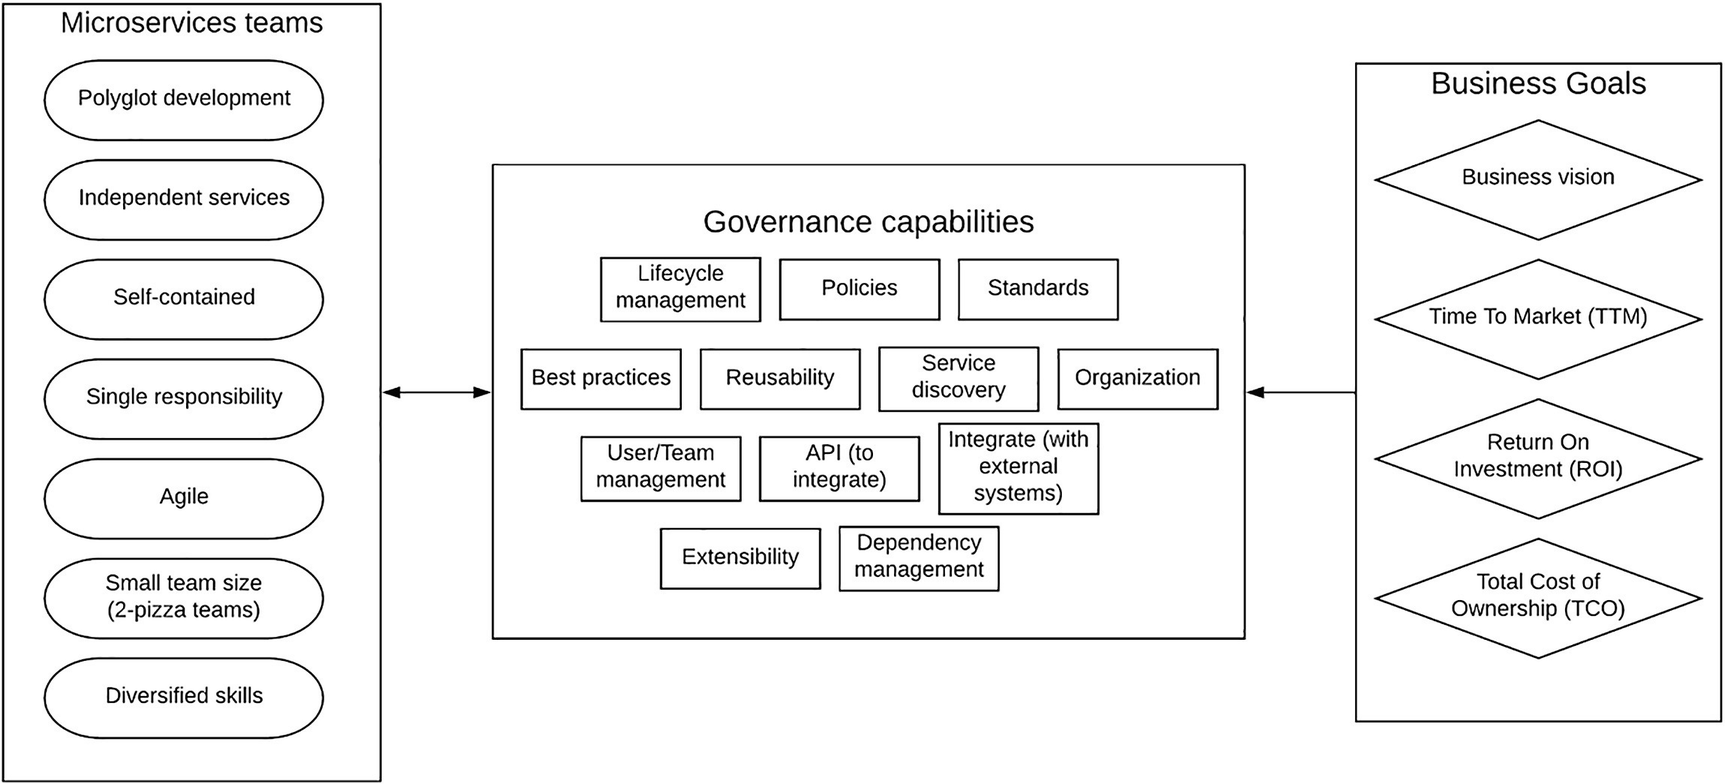 Microservices teams
Polyglot development
Independent services
Self-contained
Single responsibility
Agile
Small team size
(2-pizza teams)
Diversified skills
Governance capabilities
Lifecycle
management
Policies
Standards
Best practices
Reusability
Service
discovery
Organization
User/Team
management
API (to
integrate)
Integrate (with
external
systems)
Extensibility
Dependency
management
Business Goals
Business vision
Time To Market (TTM)
Return On
Investment (ROI)
Total Cost of
Ownership (TCO)